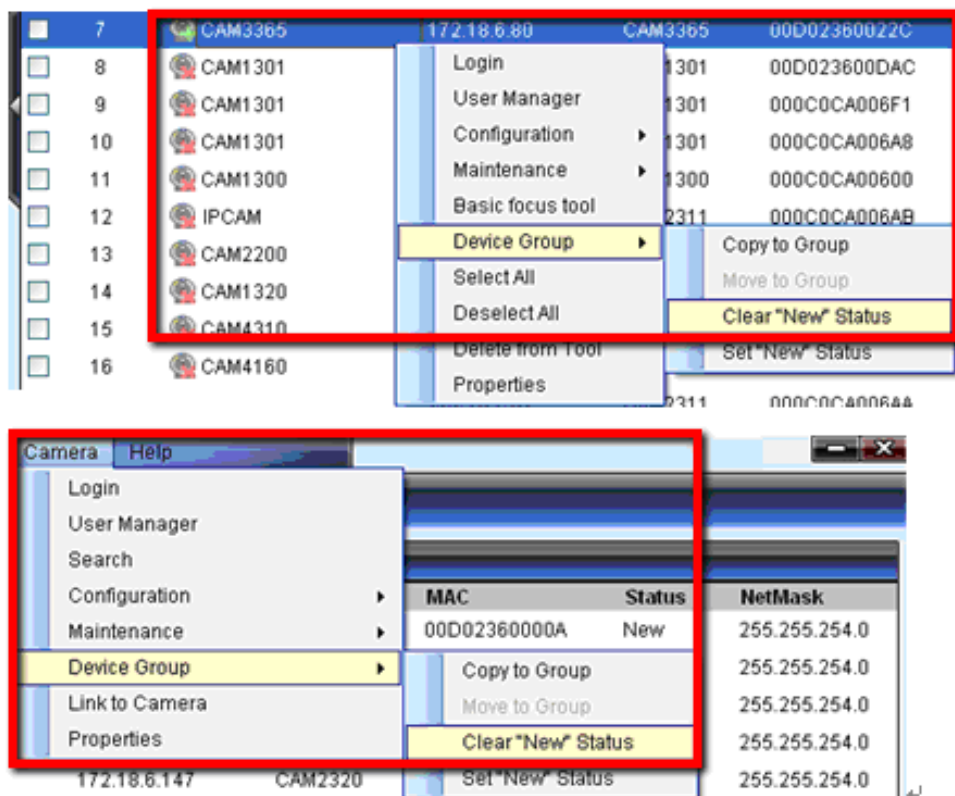 7 CAM3365 172.18.6.80 CAM3365 00D02360022C
8 CAM1301 Login 1301 00D023600DAC
9 CAM1301 User Manager 1301 000C0CA006F1
10 CAM1301 Configuration 1301 000C0CA006A8
11 CAM1300 Maintenance 1300 000C0CA00600
12 IPCAM Basic focus tool 2311 000C0CA006AB
13 CAM2200 Device Group Copy to Group
14 CAM1320 Select All Move to Group
15 CAM4310 Deselect All Clear "New" Status
16 CAM4160 Delete from Tool Set "New" Status
Properties
2311 000C0CA006AA
Camera Help
Login
User Manager
Search
Configuration MAC Status NetMask
Maintenance 00D02360000A New 255.255.254.0
Device Group Copy to Group 255.255.254.0
Link to Camera Move to Group 255.255.254.0
Properties Clear "New" Status 255.255.254.0
172.18.6.147 CAM2320 Set "New" Status 255.255.254.0